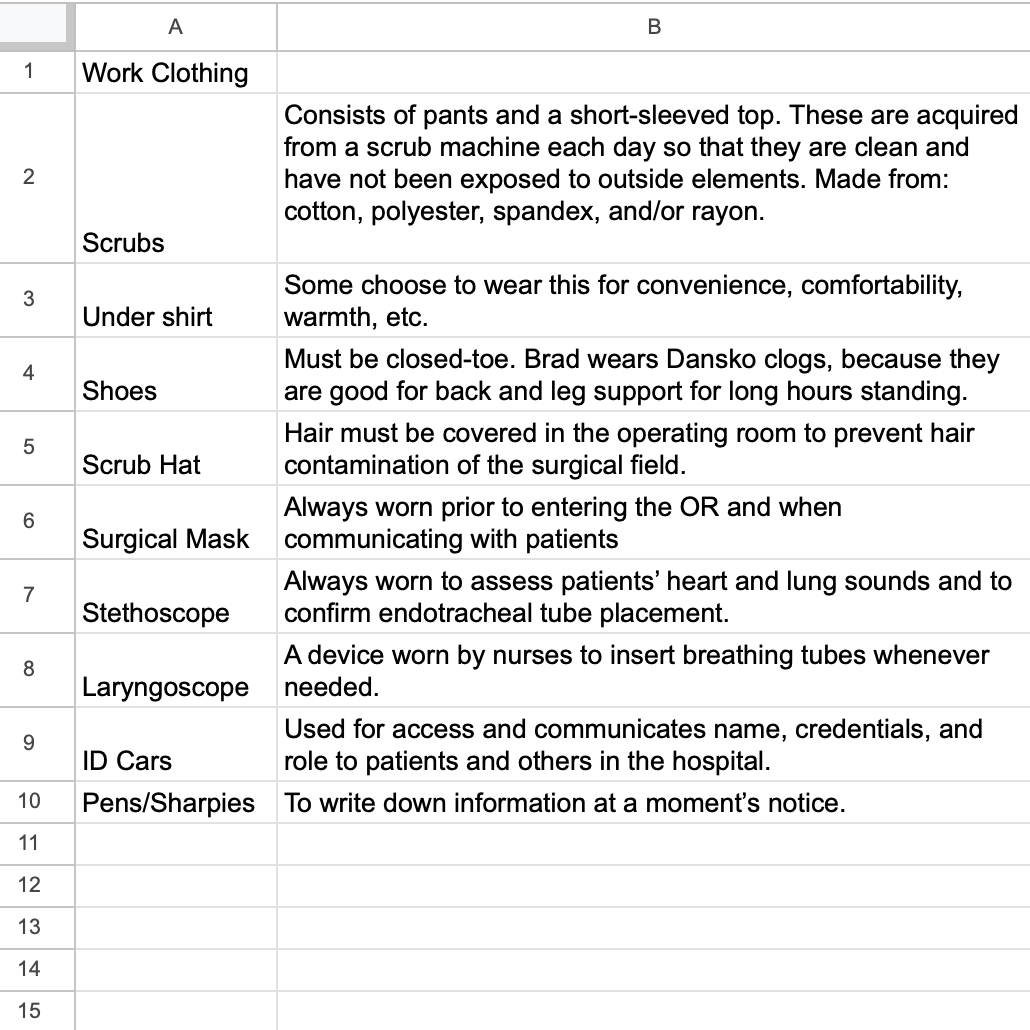 A B
1 Work Clothing
Consists of pants and a short-sleeved top. These are acquired
from a scrub machine each day so that they are clean and
2 have not been exposed to outside elements. Made from:
cotton, polyester, spandex, and/or rayon.
Scrubs
3 Some choose to wear this for convenience, comfortability,
Under shirt warmth, etc.
4 Must be closed-toe. Brad wears Dansko clogs, because they
Shoes are good for back and leg support for long hours standing.
5 Hair must be covered in the operating room to prevent hair
Scrub Hat contamination of the surgical field.
6 Always worn prior to entering the OR and when
Surgical Mask communicating with patients
7 Always worn to assess patients’ heart and lung sounds and to
Stethoscope confirm endotracheal tube placement.
8 A device worn by nurses to insert breathing tubes whenever
Laryngoscope needed.
9 Used for access and communicates name, credentials, and
ID Cars role to patients and others in the hospital.
10 Pens/Sharpies To write down information at a moment’s notice.
11
12
13
14
15